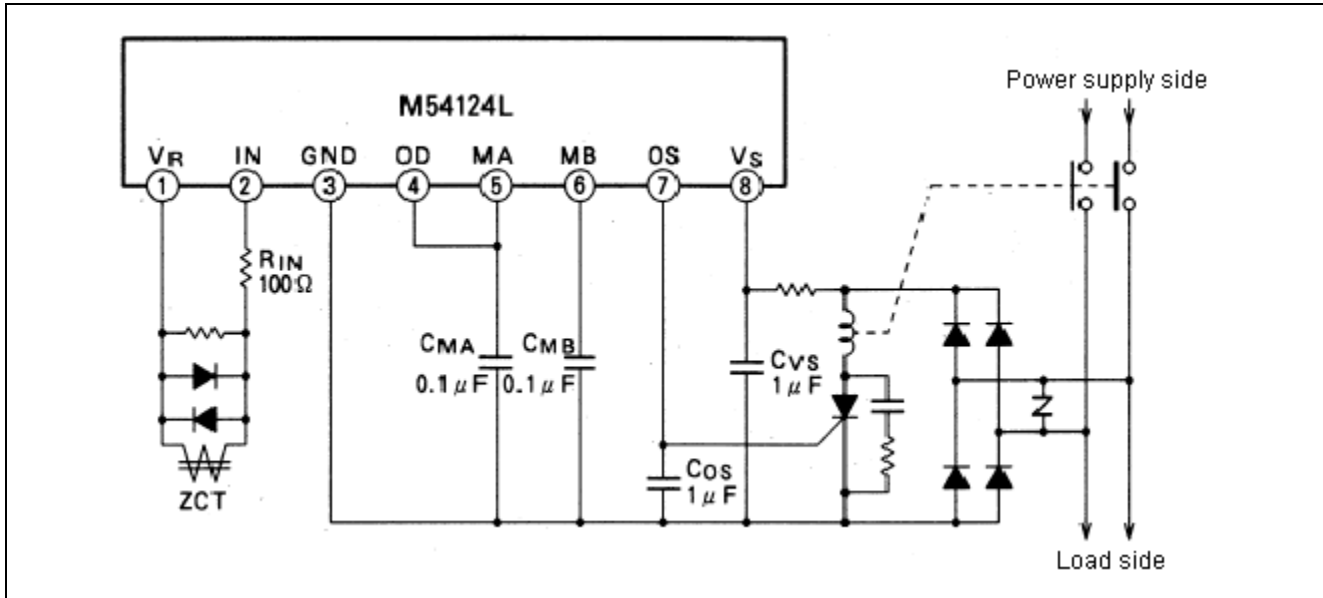 M54124L
Power supply side
VIR IN GND OD MA MB OS VS
1 2 3 4 5 6 7 8
RIN
100Ω
CMA
0.1μF
CMB
0.1μF
CVS
1μF
COS
1μF
ZCT
Load side